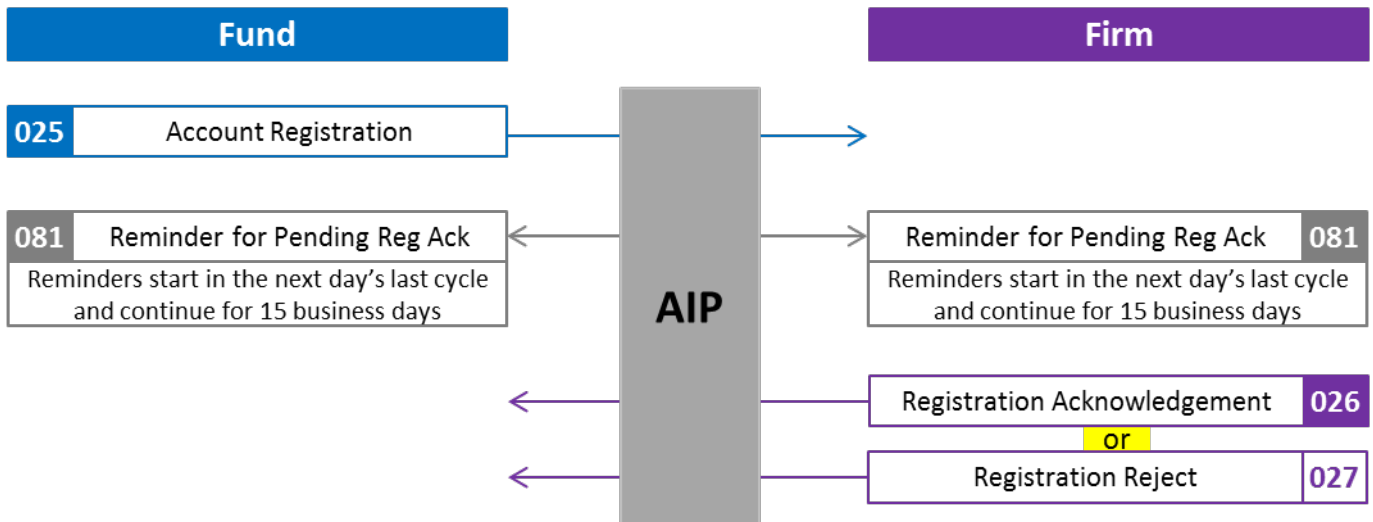 Fund
Firm
025 Account Registration
081 Reminder for Pending Reg Ack
Reminders start in the next day's last cycle
and continue for 15 business days
AIP
Reminder for Pending Reg Ack 081
Reminders start in the next day's last cycle
and continue for 15 business days
Registration Acknowledgement 026
or
Registration Reject 027